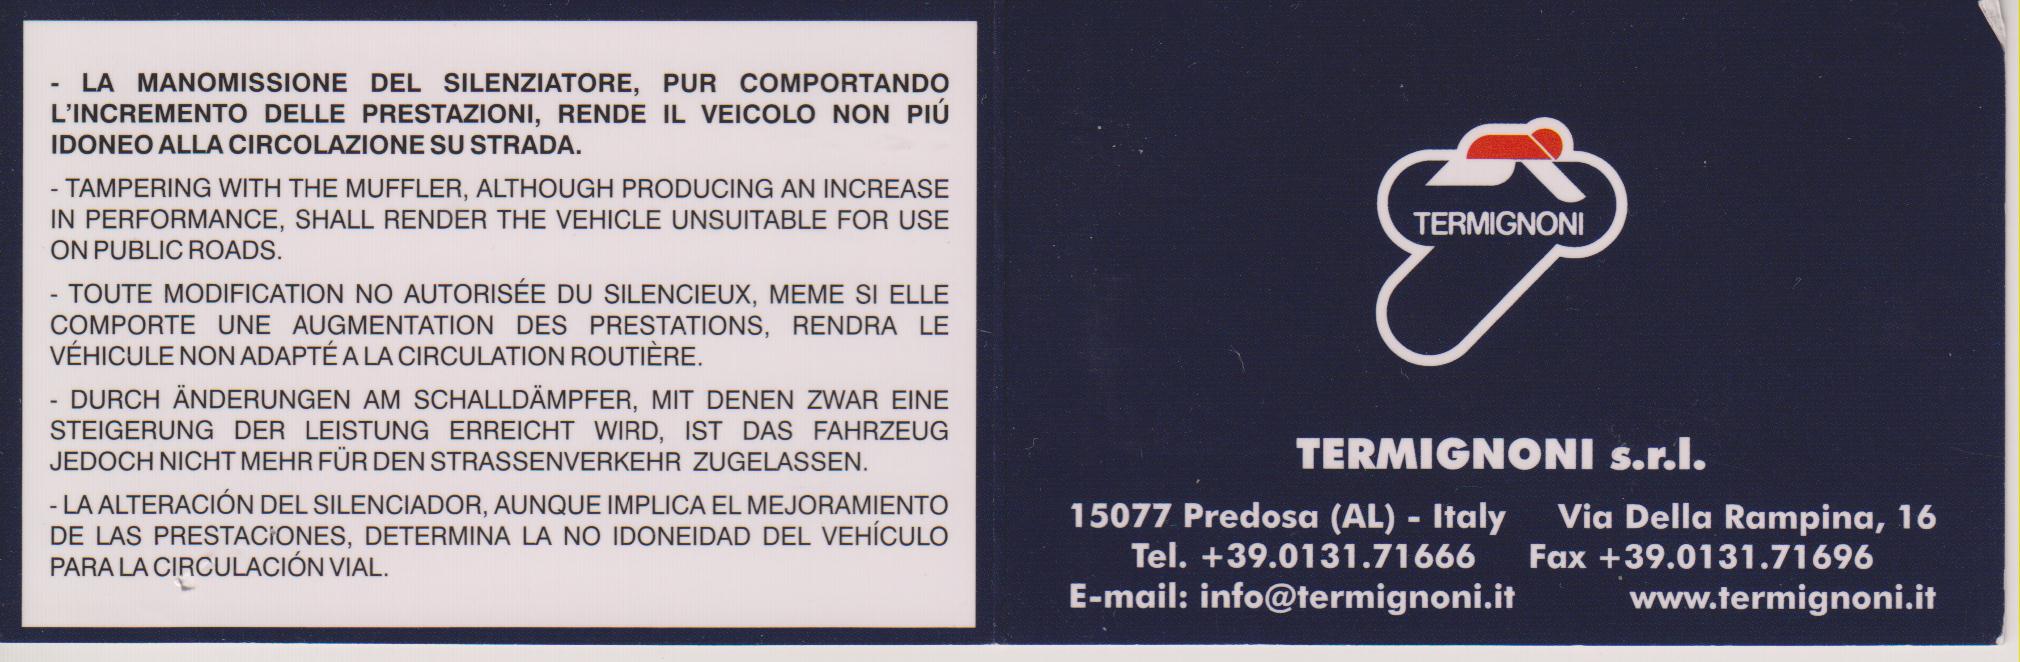 - LA MANOMISSIONE DEL SILENZIATORE, PUR COMPORTANDO
L'INCREMENTO DELLE PRESTAZIONI, RENDE IL VEICOLO NON PIÚ
IDONEO ALLA CIRCOLAZIONE SU STRADA.
- TAMPERING WITH THE MUFFLER, ALTHOUGH PRODUCING AN INCREASE
IN PERFORMANCE, SHALL RENDER THE VEHICLE UNSUITABLE FOR USE
ON PUBLIC ROADS.
- TOUTE MODIFICATION NO AUTORISÉE DU SILENCIEUX, MEME SI ELLE
COMPORTE UNE AUGMENTATION DES PRESTATIONS, RENDRA LE
VÉHICULE NON ADAPTÉ A LA CIRCULATION ROUTIÈRE.
- DURCH ÄNDERUNGEN AM SCHALLDÄMPFER, MIT DENEN ZWAR EINE
STEIGERUNG DER LEISTUNG ERREICHT WIRD, IST DAS FAHRZEUG
JEDOCH NICHT MEHR FÜR DEN STRASSENVERKEHR ZUGELASSEN.
- LA ALTERACIÓN DEL SILENCIADOR, AUNQUE IMPLICA EL MEJORAMIENTO
DE LAS PRESTACIONES, DETERMINA LA NO IDONEIDAD DEL VEHÍCULO
PARA LA CIRCULACIÓN VIAL.
TERMIGNONI
TERMIGNONI s.r.l.
15077 Predosa (AL) - Italy Via Della Rampina, 16
Tel. +39.0131.71666 Fax +39.0131.71696
E-mail: info@termignoni.it www.termignoni.it